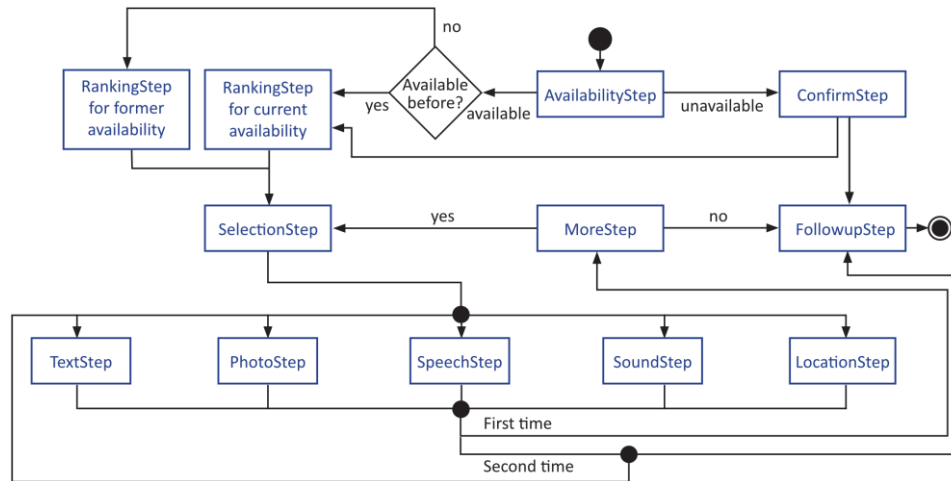 no
RankingStep
for former
availability
RankingStep
for current
availability
yes
Available
before?
available
AvailabilityStep
unavailable
ConfirmStep
SelectionStep
yes
MoreStep
no
FollowupStep
TextStep
PhotoStep
SpeechStep
SoundStep
LocationStep
First time
Second time